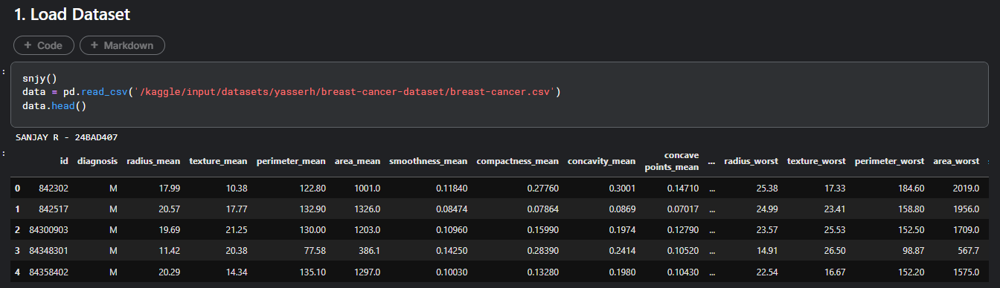 1. Load Dataset
+ Code + Markdown
:
snjy()
data = pd.read_csv('/kaggle/input/datasets/yasserh/breast-cancer-dataset/breast-cancer.csv')
data.head()
SANJAY R - 24BAD407
:
id diagnosis radius_mean texture_mean perimeter_mean area_mean smoothness_mean compactness_mean concavity_mean concave points_mean ... radius_worst texture_worst perimeter_worst area_worst
0 842302 M 17.99 10.38 122.80 1001.0 0.11840 0.27760 0.3001 0.14710 ... 25.38 17.33 184.60 2019.0
1 842517 M 20.57 17.77 132.90 1326.0 0.08474 0.07864 0.0869 0.07017 ... 24.99 23.41 158.80 1956.0
2 84300903 M 19.69 21.25 130.00 1203.0 0.10960 0.15990 0.1974 0.12790 ... 23.57 25.53 152.50 1709.0
3 84348301 M 11.42 20.38 77.58 386.1 0.14250 0.28390 0.2414 0.10520 ... 14.91 26.50 98.87 567.7
4 84358402 M 20.29 14.34 135.10 1297.0 0.10030 0.13280 0.1980 0.10430 ... 22.54 16.67 152.20 1575.0